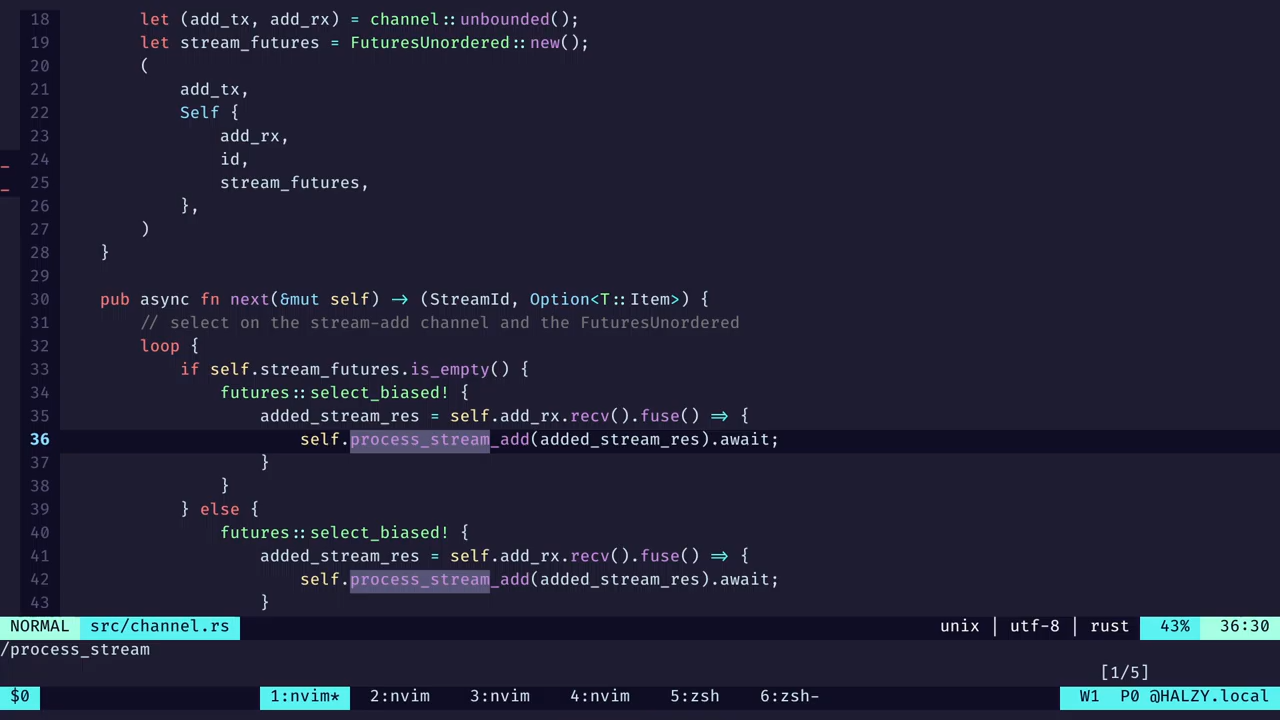 18 let (add_tx, add_rx) = channel::unbounded();
19 let stream_futures = FuturesUnordered::new();
20 (
21 add_tx,
22 Self {
23 add_rx,
24 id,
25 stream_futures,
26 },
27 )
28 }
29
30 pub async fn next(&mut self) -> (StreamId, Option<T::Item>) {
31 // select on the stream-add channel and the FuturesUnordered
32 loop {
33 if self.stream_futures.is_empty() {
34 futures::select_biased! {
35 added_stream_res = self.add_rx.recv().fuse() => {
36 self.process_stream_add(added_stream_res).await;
37 }
38 }
39 } else {
40 futures::select_biased! {
41 added_stream_res = self.add_rx.recv().fuse() => {
42 self.process_stream_add(added_stream_res).await;
43 }
NORMAL src/channel.rs unix | utf-8 | rust 43% 36:30
/process_stream
[1/5]
$0 1:nvim* 2:nvim 3:nvim 4:nvim 5:zsh 6:zsh- W1 P0 @HALZY.local